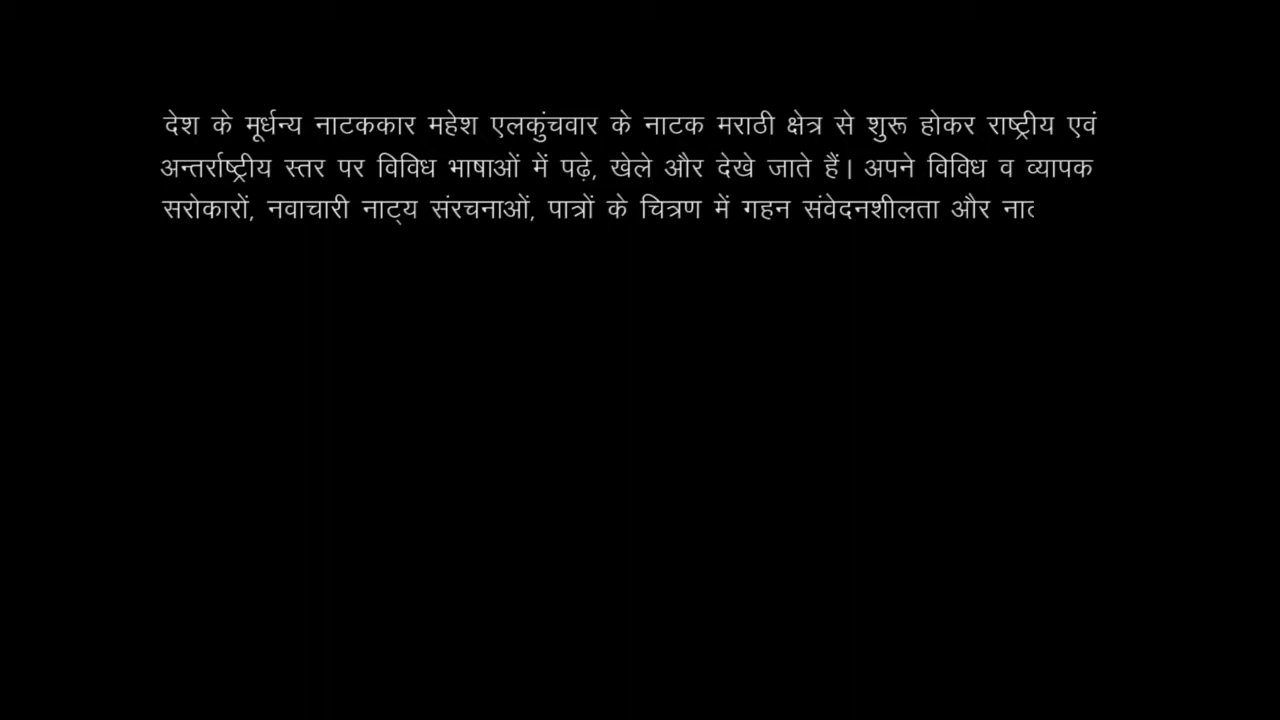 देश के मूर्धन्य नाटककार महेश एलकुंचवार के नाटक मराठी क्षेत्र से शुरू होकर राष्ट्रीय एवं
अन्तर्राष्ट्रीय स्तर पर विविध भाषाओं में पढ़े, खेले और देखे जाते हैं। अपने विविध व व्यापक
सरोकारों, नवाचारी नाट्य संरचनाओं, पात्रों के चित्रण में गहन संवेदनशीलता और